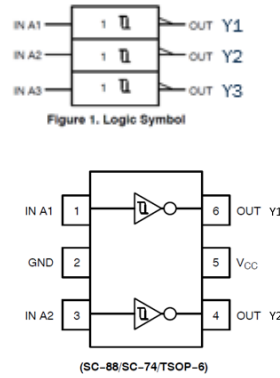 IN A1 1 OUT Y1
IN A2 1 OUT Y2
IN A3 1 OUT Y3
Figure 1. Logic Symbol
IN A1 1 6 OUT Y1
GND 2 5 VCC
IN A2 3 4 OUT Y2
(SC-88/SC-74/TSOP-6)